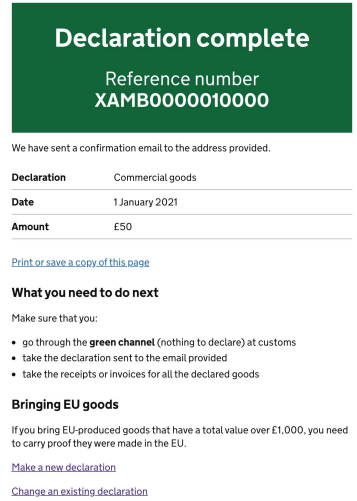 Declaration complete
Reference number
XAMB0000010000
We have sent a confirmation email to the address provided.
Declaration Commercial goods
Date 1 January 2021
Amount £50
Print or save a copy of this page
What you need to do next
Make sure that you:
• go through the green channel (nothing to declare) at customs
• take the declaration sent to the email provided
• take the receipts or invoices for all the declared goods
Bringing EU goods
If you bring EU-produced goods that have a total value over £1,000, you need
to carry proof they were made in the EU.
Make a new declaration
Change an existing declaration